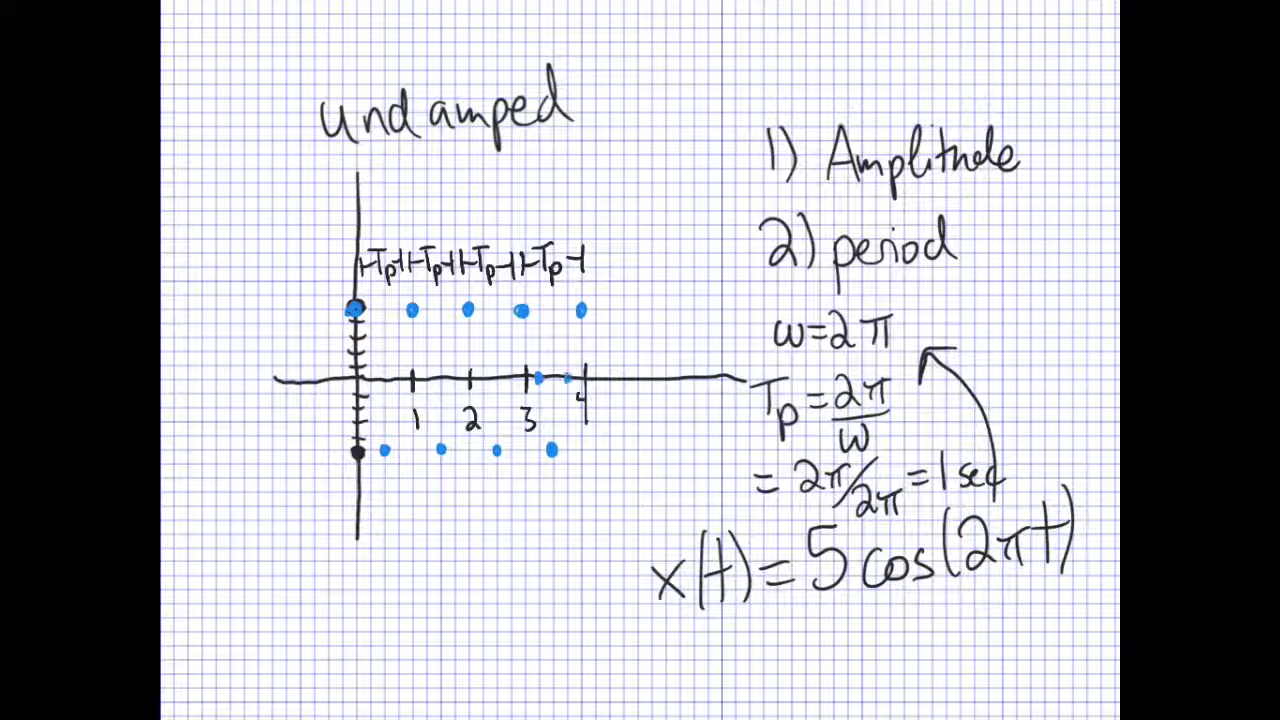 undamped
Tp Tp Tp Tp
1 2 3 4
1) Amplitude
2) period
ω=2π
Tp=2π/ω
= 2π/2π =1 sec
x(t)=5cos(2πt)